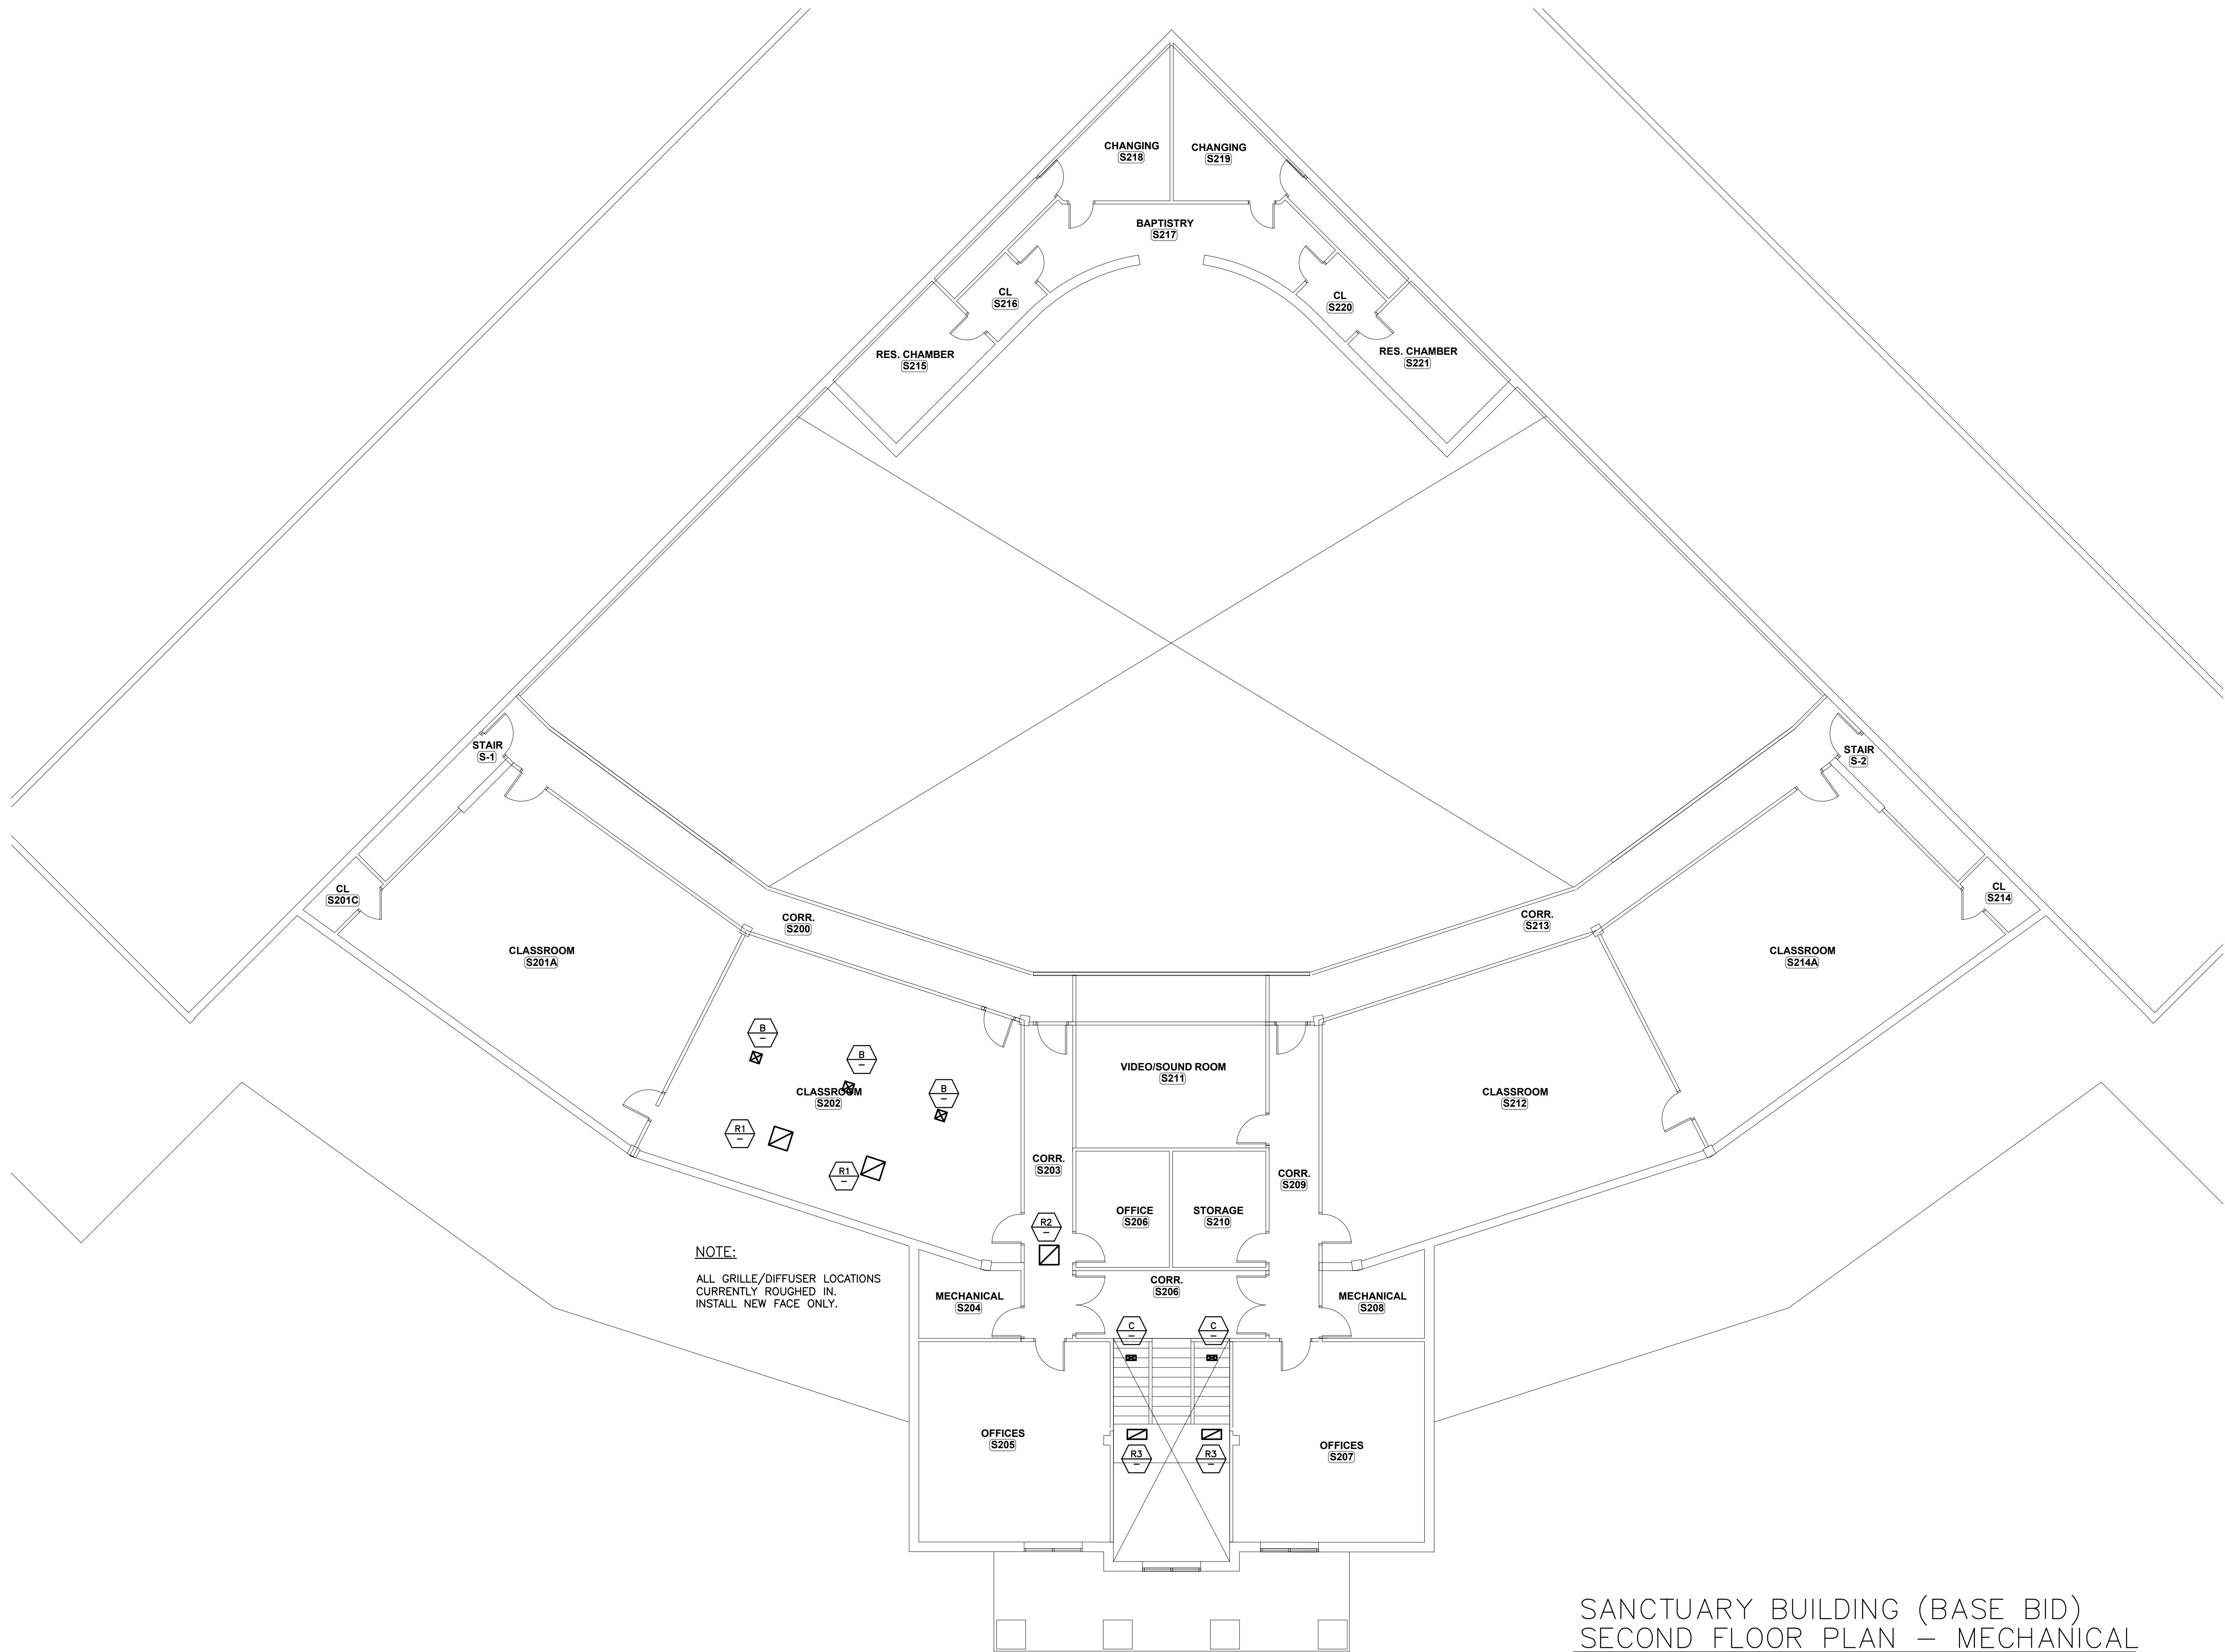 CHANGING
S218
CHANGING
S219
BAPTISTRY
S217
CL
S216
CL
S220
RES. CHAMBER
S215
RES. CHAMBER
S221
STAIR
S-1
STAIR
S-2
CL
S201C
CL
S214
CORR.
S200
CORR.
S213
CLASSROOM
S201A
CLASSROOM
S214A
B
–
B
–
B
–
CLASSROOM
S202
VIDEO/SOUND ROOM
S211
CLASSROOM
S212
R1
–
R1
–
CORR.
S203
CORR.
S209
OFFICE
S206
STORAGE
S210
R2
–
NOTE:
ALL GRILLE/DIFFUSER LOCATIONS
CURRENTLY ROUGHED IN.
INSTALL NEW FACE ONLY.
CORR.
S206
MECHANICAL
S204
MECHANICAL
S208
C
–
C
–
OFFICES
S205
OFFICES
S207
R3
–
R3
–
SANCTUARY BUILDING (BASE BID)
SECOND FLOOR PLAN – MECHANICAL